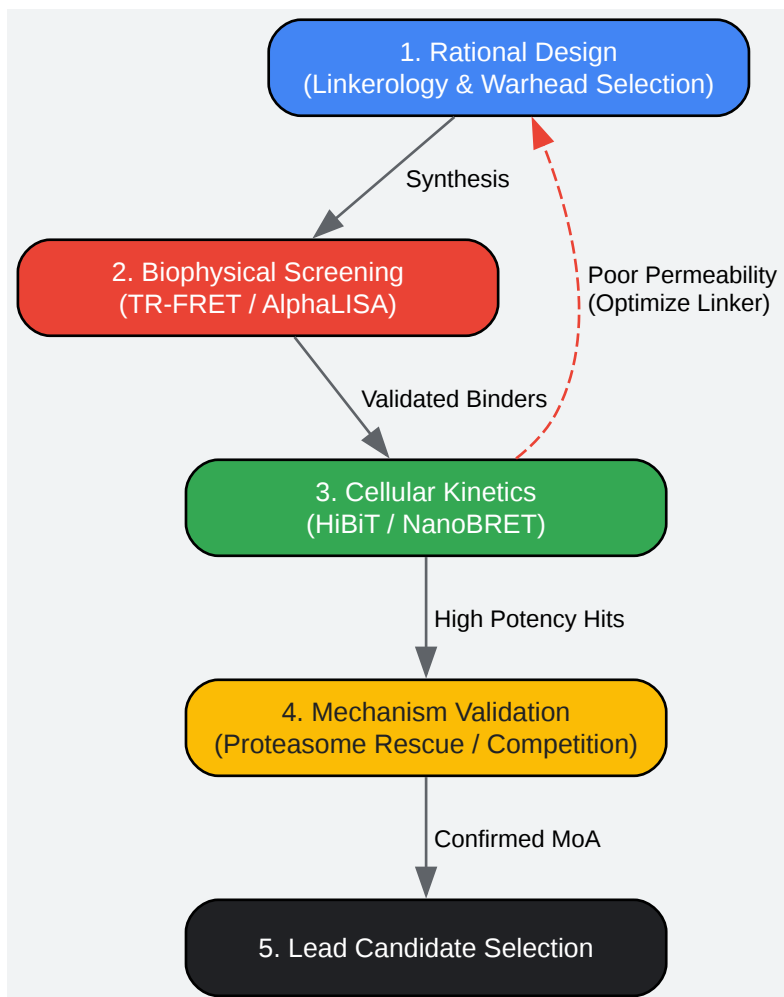 1. Rational Design
(Linkerology & Warhead Selection)
Synthesis
2. Biophysical Screening
(TR-FRET / AlphaLISA)
Poor Permeability
(Optimize Linker)
Validated Binders
3. Cellular Kinetics
(HiBiT / NanoBRET)
High Potency Hits
4. Mechanism Validation
(Proteasome Rescue / Competition)
Confirmed MoA
5. Lead Candidate Selection